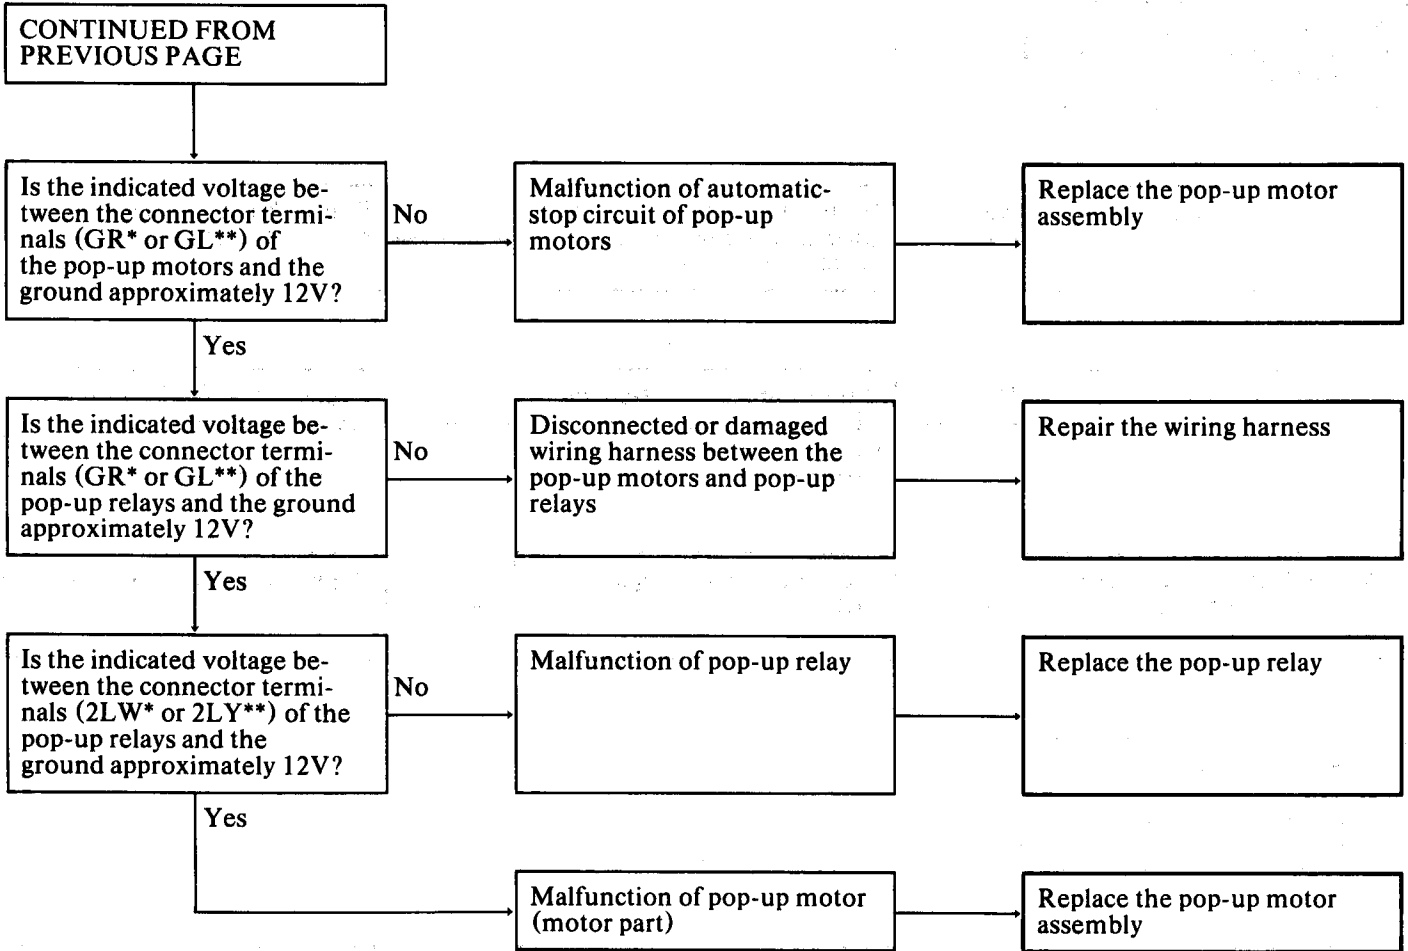 CONTINUED FROM
PREVIOUS PAGE
Is the indicated voltage be-
tween the connector termi-
nals (GR* or GL**) of
the pop-up motors and the
ground approximately 12V?
No
Malfunction of automatic-
stop circuit of pop-up
motors
Replace the pop-up motor
assembly
Yes
Is the indicated voltage be-
tween the connector termi-
nals (GR* or GL**) of the
pop-up relays and the ground
approximately 12V?
No
Disconnected or damaged
wiring harness between the
pop-up motors and pop-up
relays
Repair the wiring harness
Yes
Is the indicated voltage be-
tween the connector termi-
nals (2LW* or 2LY**) of the
pop-up relays and the
ground approximately 12V?
No
Malfunction of pop-up relay
Replace the pop-up relay
Yes
Malfunction of pop-up motor
(motor part)
Replace the pop-up motor
assembly